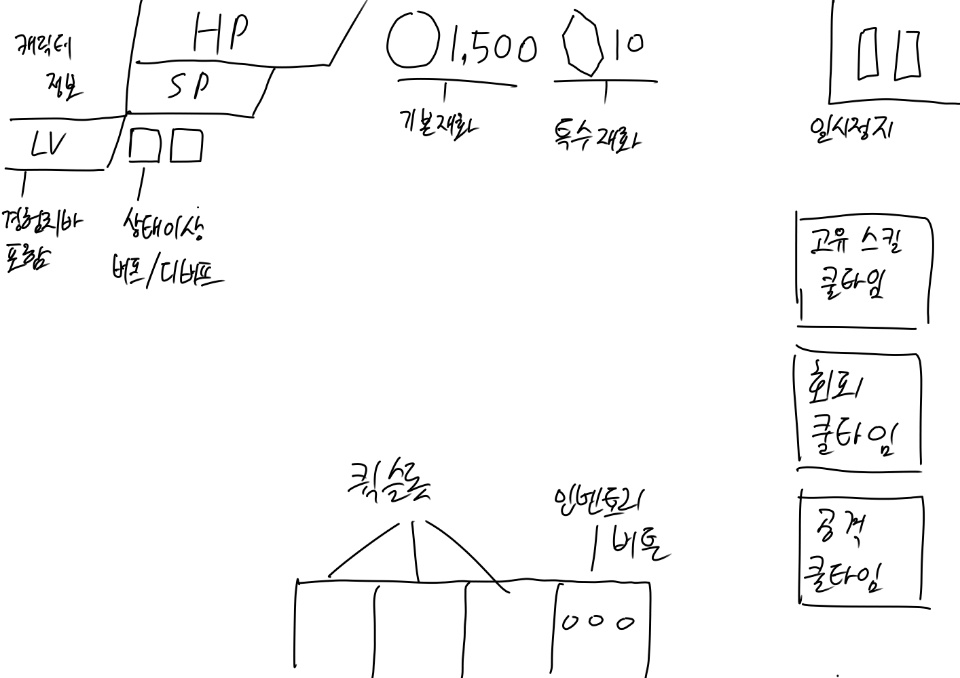 캐릭터
정보
HP
SP
LV
경험치바
포함
상태이상
버프/디버프
1,500
기본재화
10
특수재화
일시정지
고유 스킬
쿨타임
회피
쿨타임
공격
쿨타임
퀵슬롯
인벤토리
버튼